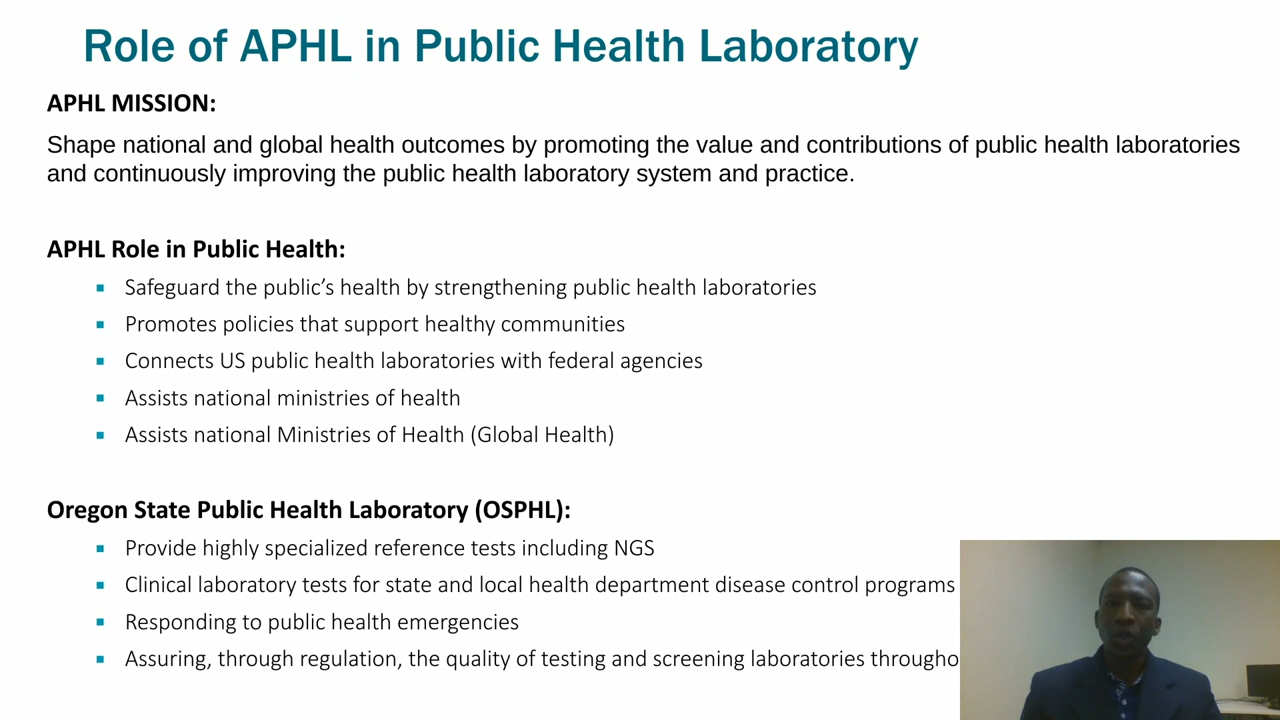 Role of APHL in Public Health Laboratory
APHL MISSION:
Shape national and global health outcomes by promoting the value and contributions of public health laboratories
and continuously improving the public health laboratory system and practice.
APHL Role in Public Health:
▪ Safeguard the public’s health by strengthening public health laboratories
▪ Promotes policies that support healthy communities
▪ Connects US public health laboratories with federal agencies
▪ Assists national ministries of health
▪ Assists national Ministries of Health (Global Health)
Oregon State Public Health Laboratory (OSPHL):
▪ Provide highly specialized reference tests including NGS
▪ Clinical laboratory tests for state and local health department disease control programs
▪ Responding to public health emergencies
▪ Assuring, through regulation, the quality of testing and screening laboratories